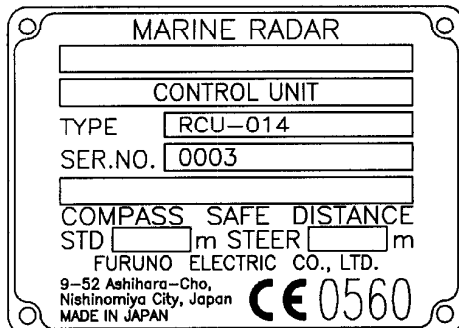 MARINE RADAR
CONTROL UNIT
TYPE RCU-014
SER.NO. 0003
COMPASS SAFE DISTANCE
STD m STEER m
FURUNO ELECTRIC CO., LTD.
9-52 Ashihara-Cho,
Nishinomiya City, Japan
MADE IN JAPAN
CE 0560